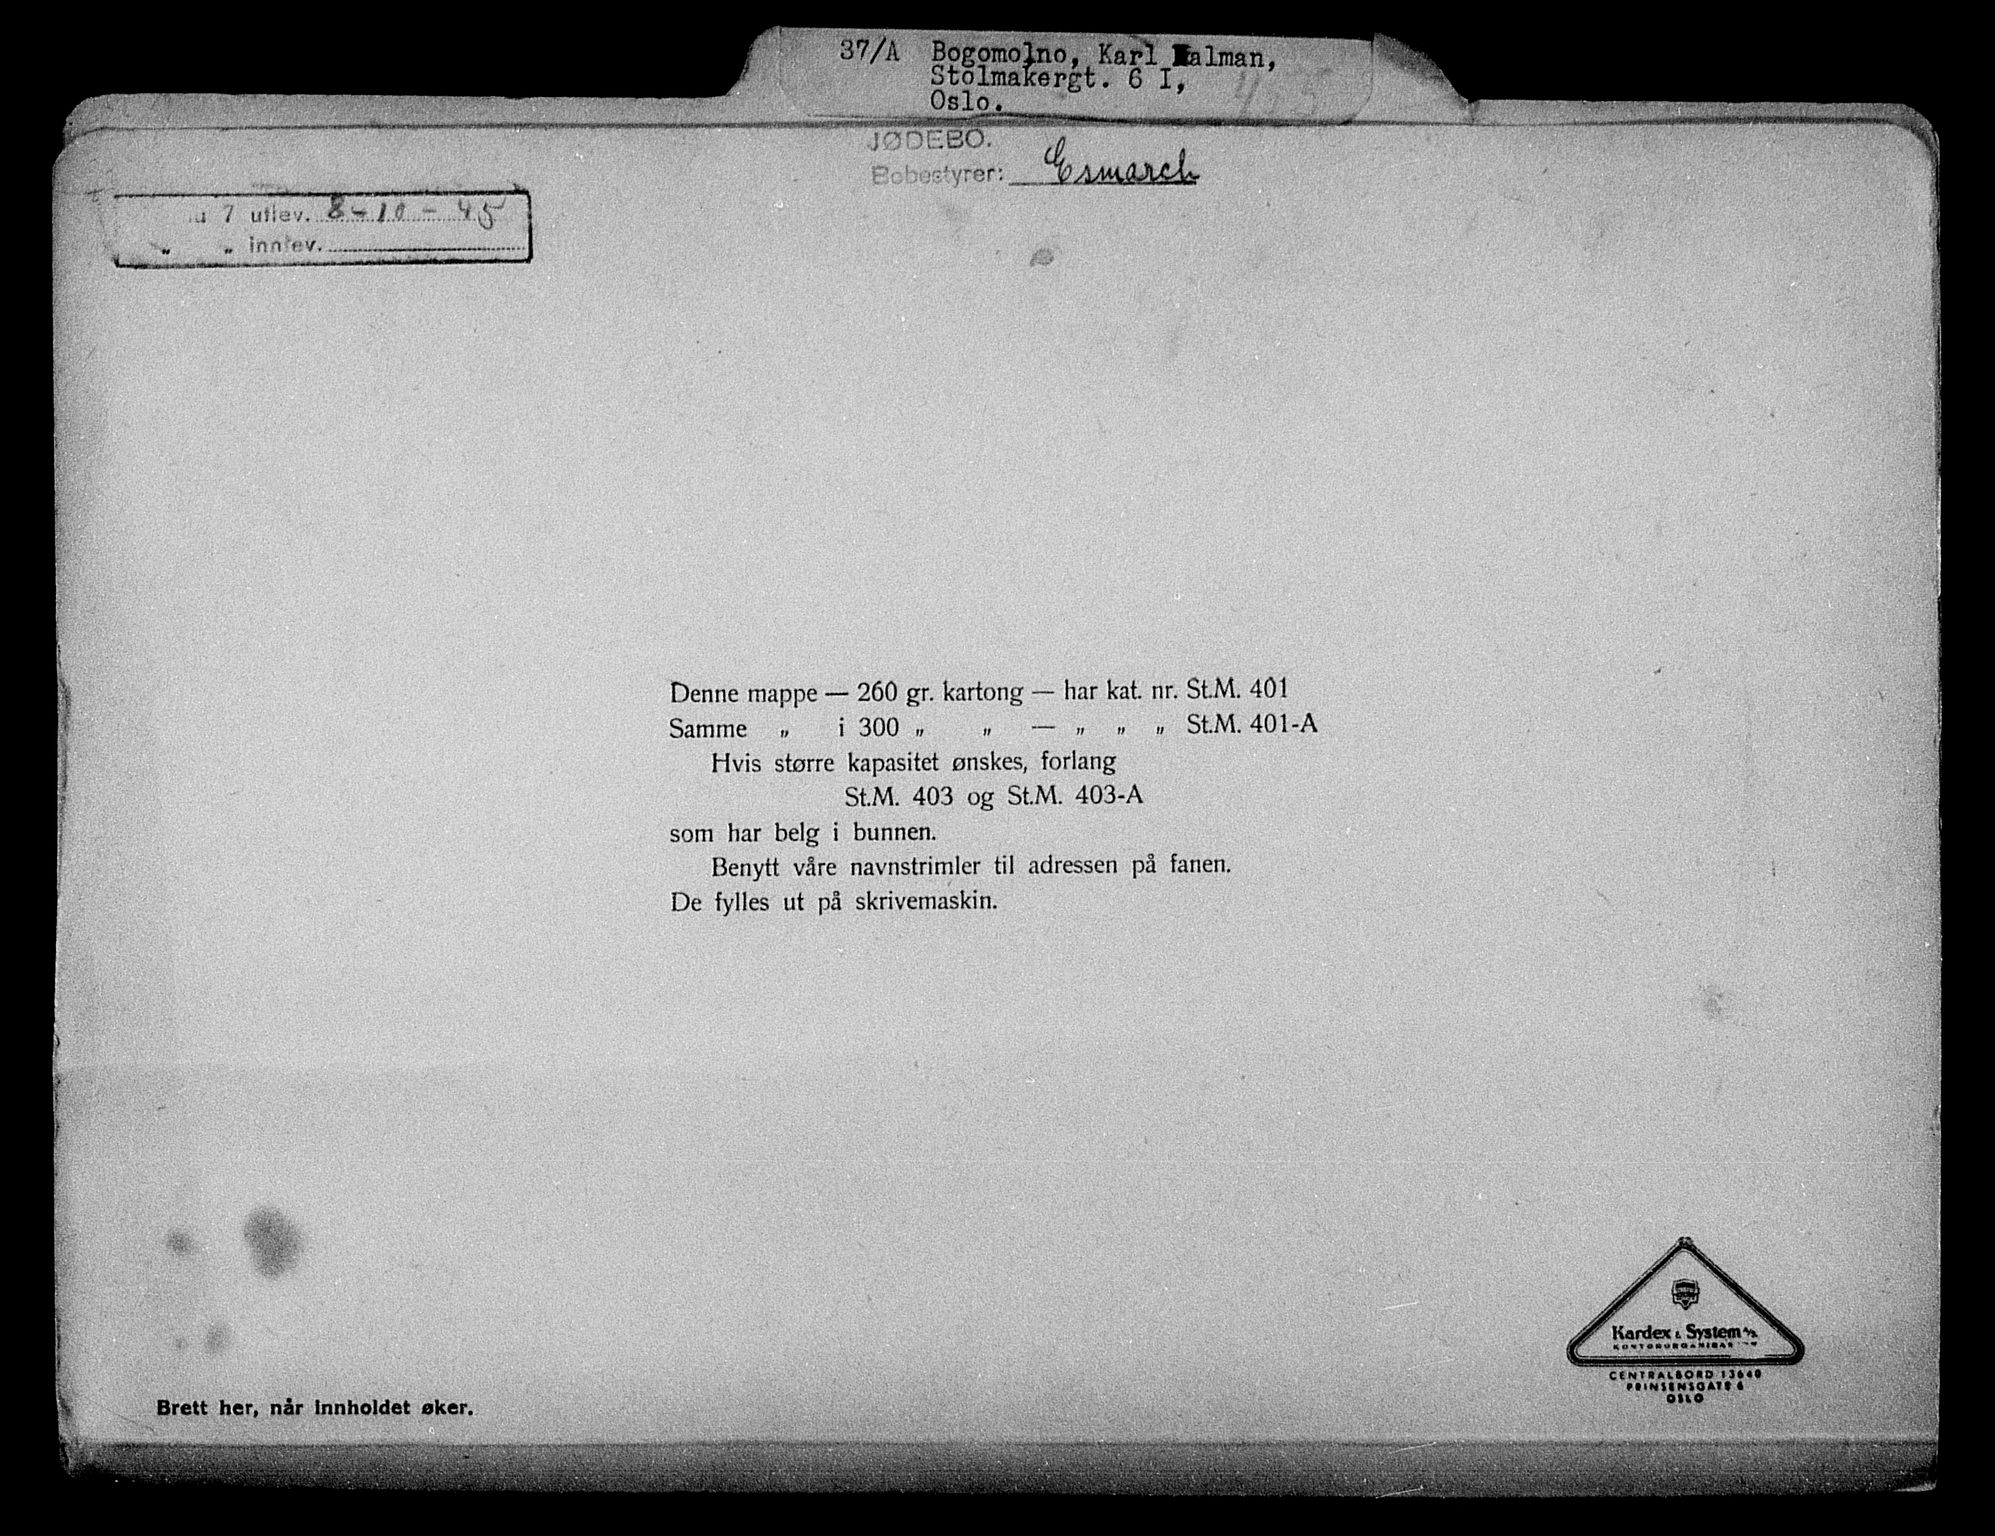 37/A Bogomolno, Karl Kalman,
Stolmakergt. 6 I,
Oslo.
JØDEBO.
Bobestyrer: Esmarch
7 utlev. 8-10-45
„ „ innlev.
Denne mappe — 260 gr. kartong — har kat. nr. St.M. 401
Samme „ i 300 „ „ — „ „ „ St.M. 401-A
Hvis større kapasitet ønskes, forlang
St.M. 403 og St.M. 403-A
som har belg i bunnen.
Benytt våre navnstrimler til adressen på fanen.
De fylles ut på skrivemaskin.
Kardex & System A/S
CENTRALBORD 13640
PRINSENSGATE 6
OSLO
Brett her, når innholdet øker.